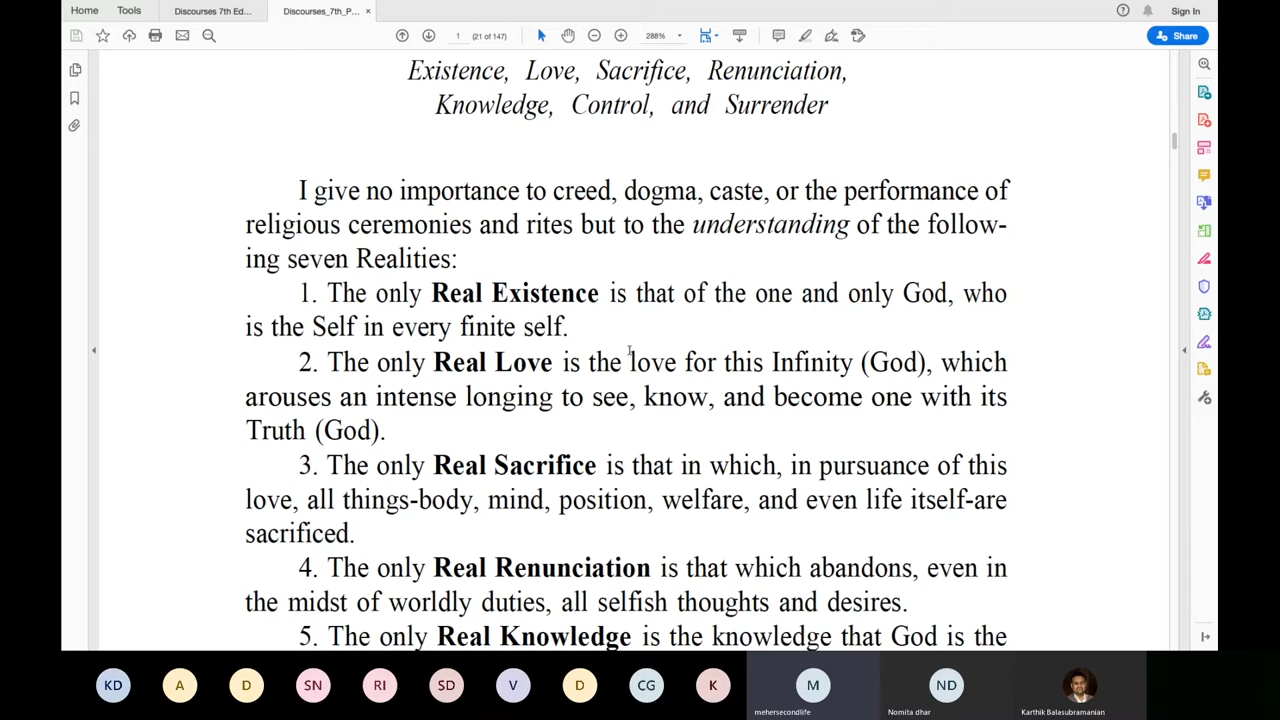 Home Tools Discourses 7th Ed... Discourses_7th_P... × Sign In
1 (21 of 147) 288% Share
Existence, Love, Sacrifice, Renunciation,
Knowledge, Control, and Surrender
I give no importance to creed, dogma, caste, or the performance of
religious ceremonies and rites but to the understanding of the follow-
ing seven Realities:
1. The only Real Existence is that of the one and only God, who
is the Self in every finite self.
2. The only Real Love is the love for this Infinity (God), which
arouses an intense longing to see, know, and become one with its
Truth (God).
3. The only Real Sacrifice is that in which, in pursuance of this
love, all things-body, mind, position, welfare, and even life itself-are
sacrificed.
4. The only Real Renunciation is that which abandons, even in
the midst of worldly duties, all selfish thoughts and desires.
5. The only Real Knowledge is the knowledge that God is the
KD A D SN RI SD V D CG K M ND
mehersecondlife Nomita dhar Karthik Balasubramanian